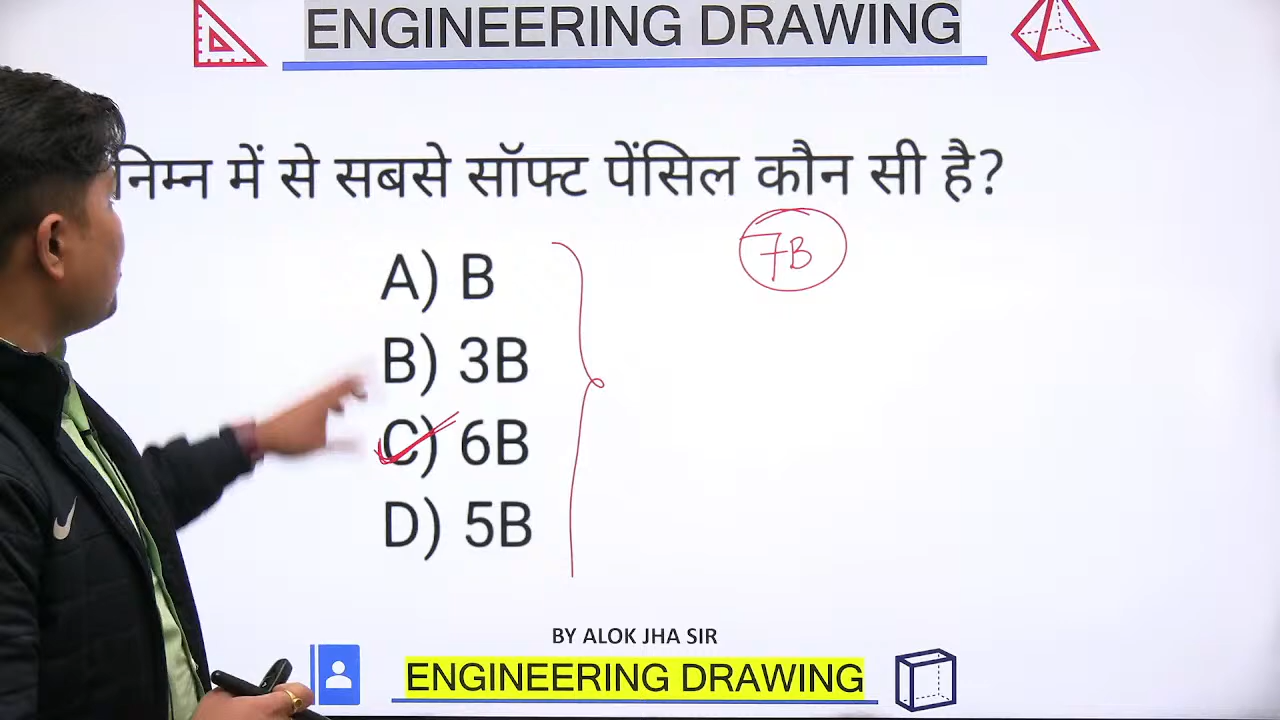 ENGINEERING DRAWING
निम्न में से सबसे सॉफ्ट पेंसिल कौन सी है?
7B
A) B
B) 3B
C) 6B
D) 5B
BY ALOK JHA SIR
ENGINEERING DRAWING